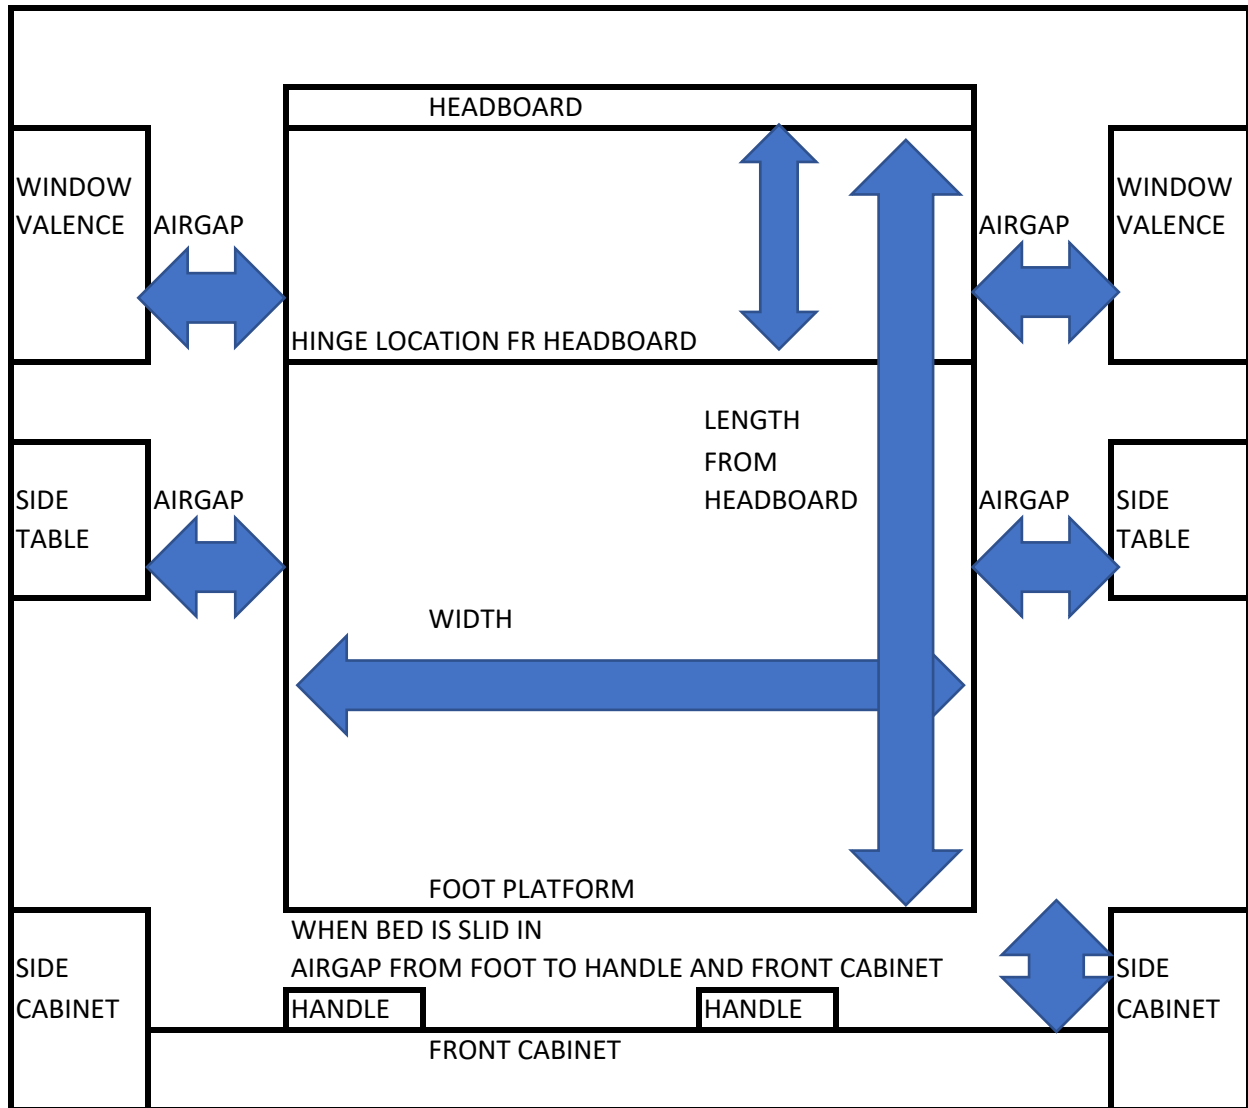 HEADBOARD
WINDOW
VALENCE
AIRGAP
AIRGAP
WINDOW
VALENCE
HINGE LOCATION FR HEADBOARD
LENGTH
FROM
HEADBOARD
SIDE
TABLE
AIRGAP
AIRGAP
SIDE
TABLE
WIDTH
FOOT PLATFORM
WHEN BED IS SLID IN
AIRGAP FROM FOOT TO HANDLE AND FRONT CABINET
SIDE
CABINET
HANDLE
HANDLE
SIDE
CABINET
FRONT CABINET